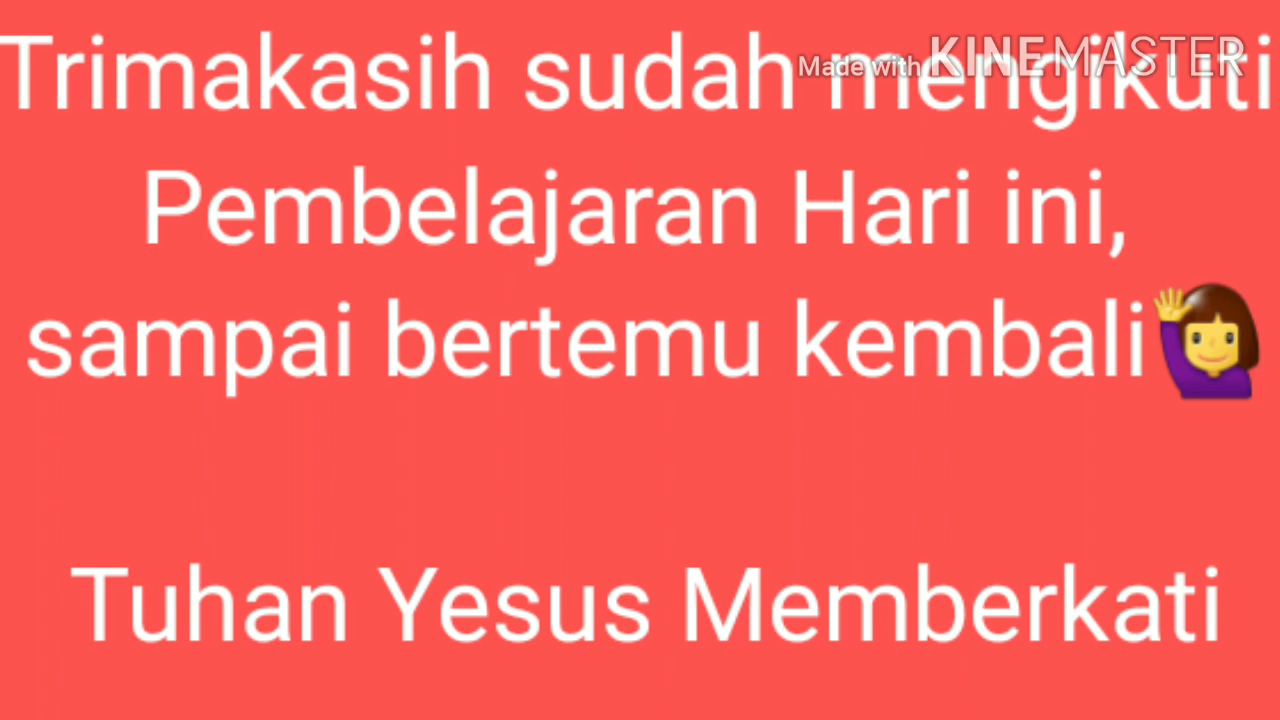 Trimakasih sudah mengikuti
Made with KINEMASTER
Pembelajaran Hari ini,
sampai bertemu kembali🙋‍♀️
Tuhan Yesus Memberkati